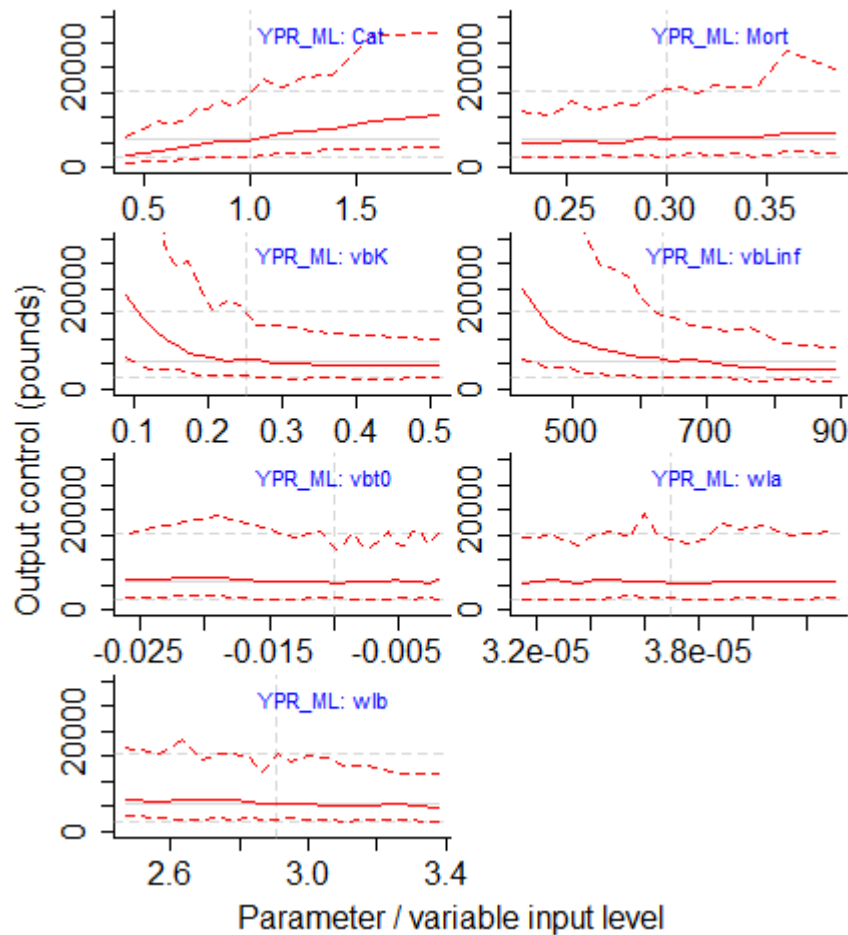 YPR_ML: Cat
YPR_ML: Mort
0 20000
0.5 1.0 1.5
0 20000
0.25 0.30 0.35
YPR_ML: vbK
YPR_ML: vbLinf
0 20000
0.1 0.2 0.3 0.4 0.5
0 20000
500 700 90
YPR_ML: vbt0
YPR_ML: wla
0 20000
-0.025 -0.015 -0.005
0 20000
3.2e-05 3.8e-05
YPR_ML: wlb
0 20000
2.6 3.0 3.4
Output control (pounds)
Parameter / variable input level